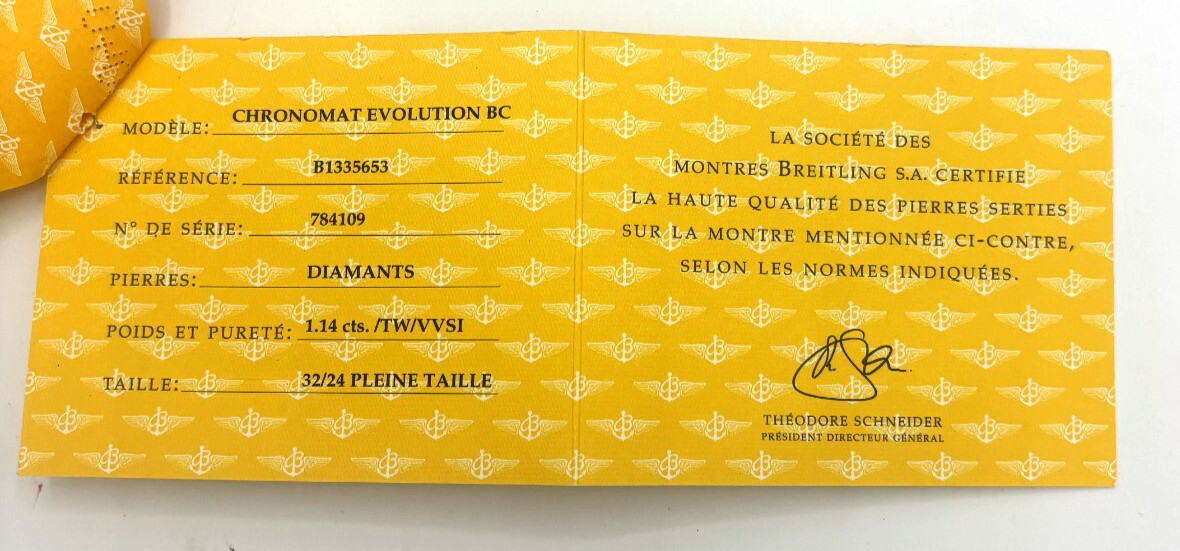 MODÈLE: CHRONOMAT EVOLUTION BC
RÉFÉRENCE: B1335653
N° DE SÉRIE: 784109
PIERRES: DIAMANTS
POIDS ET PURETÉ: 1.14 cts. /TW/VVSI
TAILLE: 32/24 PLEINE TAILLE
LA SOCIÉTÉ DES
MONTRES BREITLING S.A. CERTIFIE
LA HAUTE QUALITÉ DES PIERRES SERTIES
SUR LA MONTRE MENTIONNÉE CI-CONTRE,
SELON LES NORMES INDIQUÉES.
THÉODORE SCHNEIDER
PRÉSIDENT DIRECTEUR GÉNÉRAL